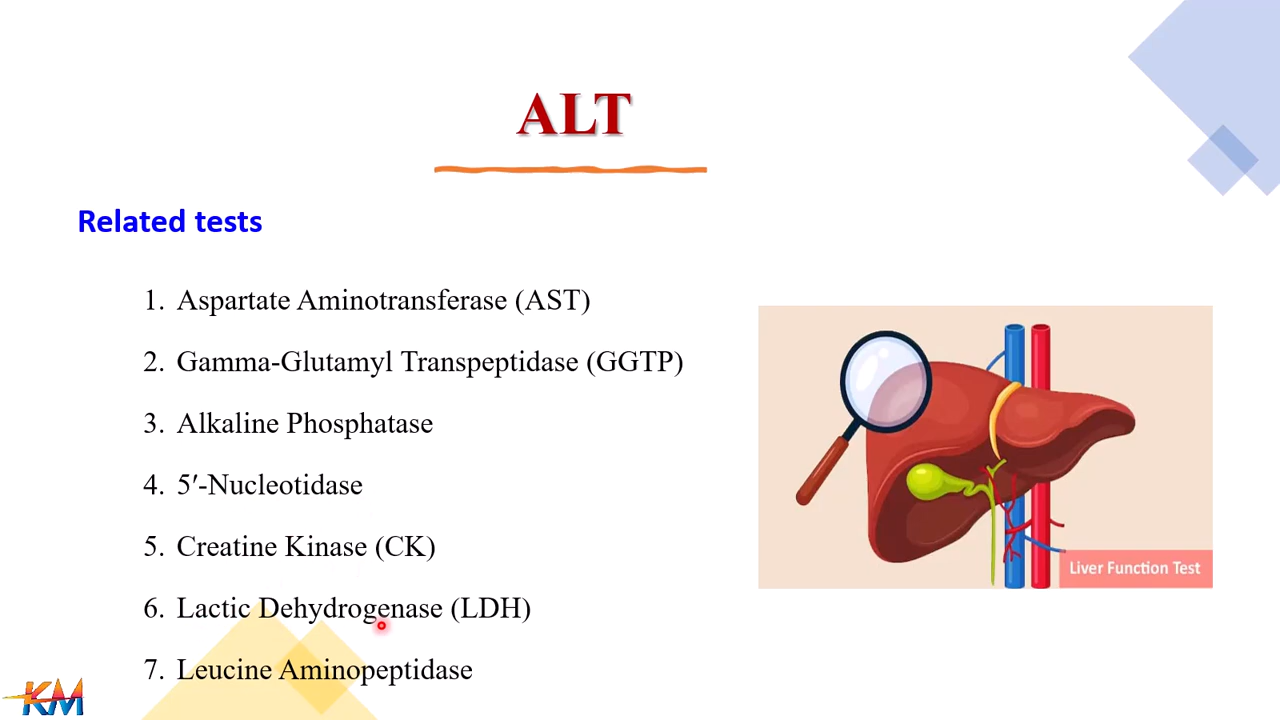 ALT
Related tests
1. Aspartate Aminotransferase (AST)
2. Gamma-Glutamyl Transpeptidase (GGTP)
3. Alkaline Phosphatase
4. 5′-Nucleotidase
5. Creatine Kinase (CK)
6. Lactic Dehydrogenase (LDH)
7. Leucine Aminopeptidase
Liver Function Test
KM